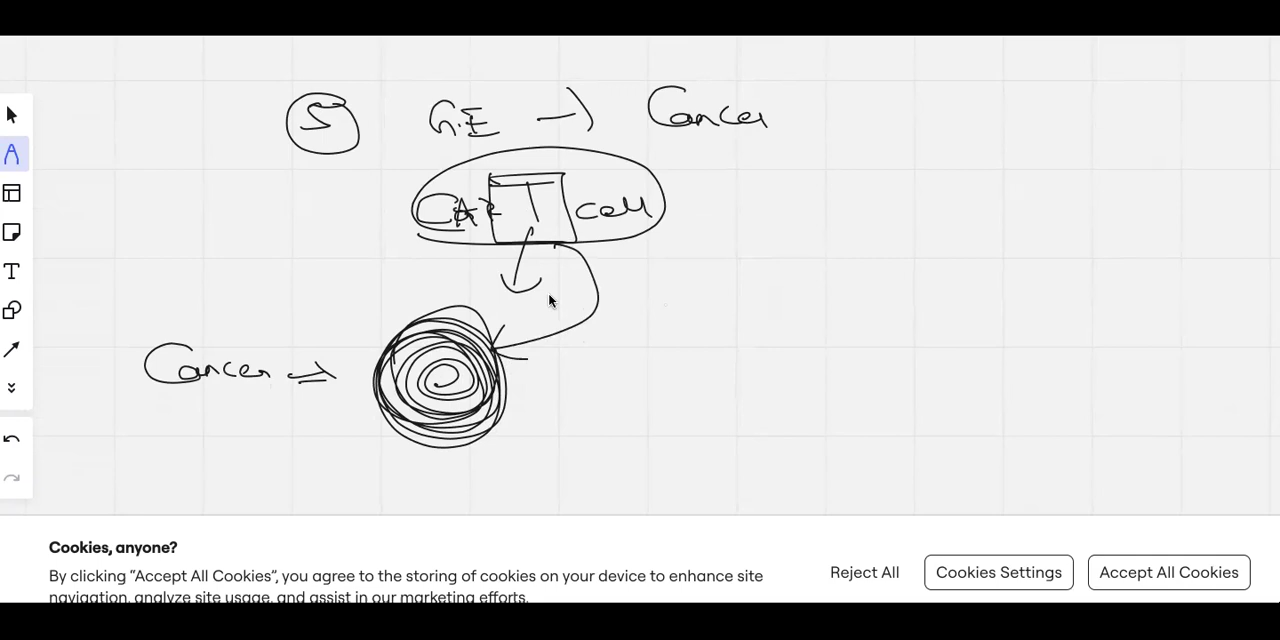 5 G.E → Cancer
CAR T cell
Cancer ⇒
Cookies, anyone?
By clicking “Accept All Cookies”, you agree to the storing of cookies on your device to enhance site
navigation, analyze site usage, and assist in our marketing efforts.
Reject All
Cookies Settings
Accept All Cookies